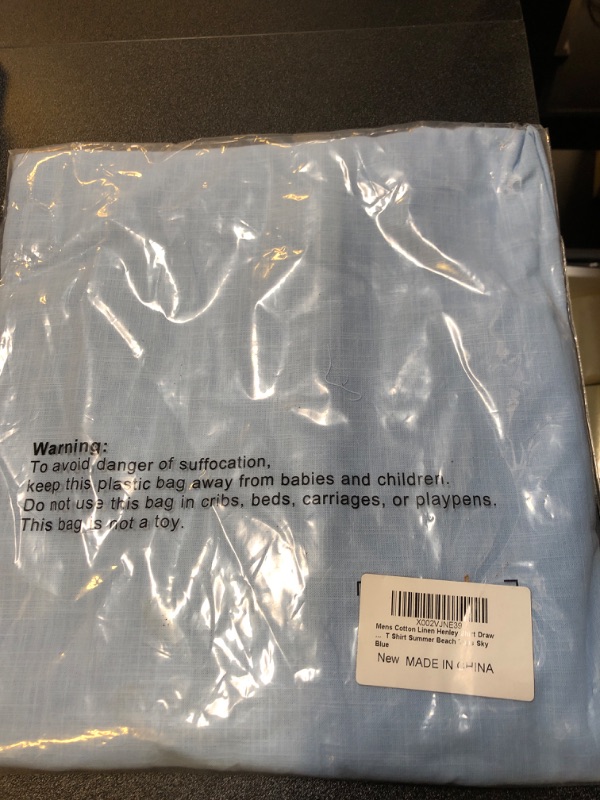 Warning:
To avoid danger of suffocation,
keep this plastic bag away from babies and children.
Do not use this bag in cribs, beds, carriages, or playpens.
This bag is not a toy.
X002VJNE39
Mens Cotton Linen Henley Draw
... T Shirt Summer Beach Sky
Blue
New MADE IN CHINA